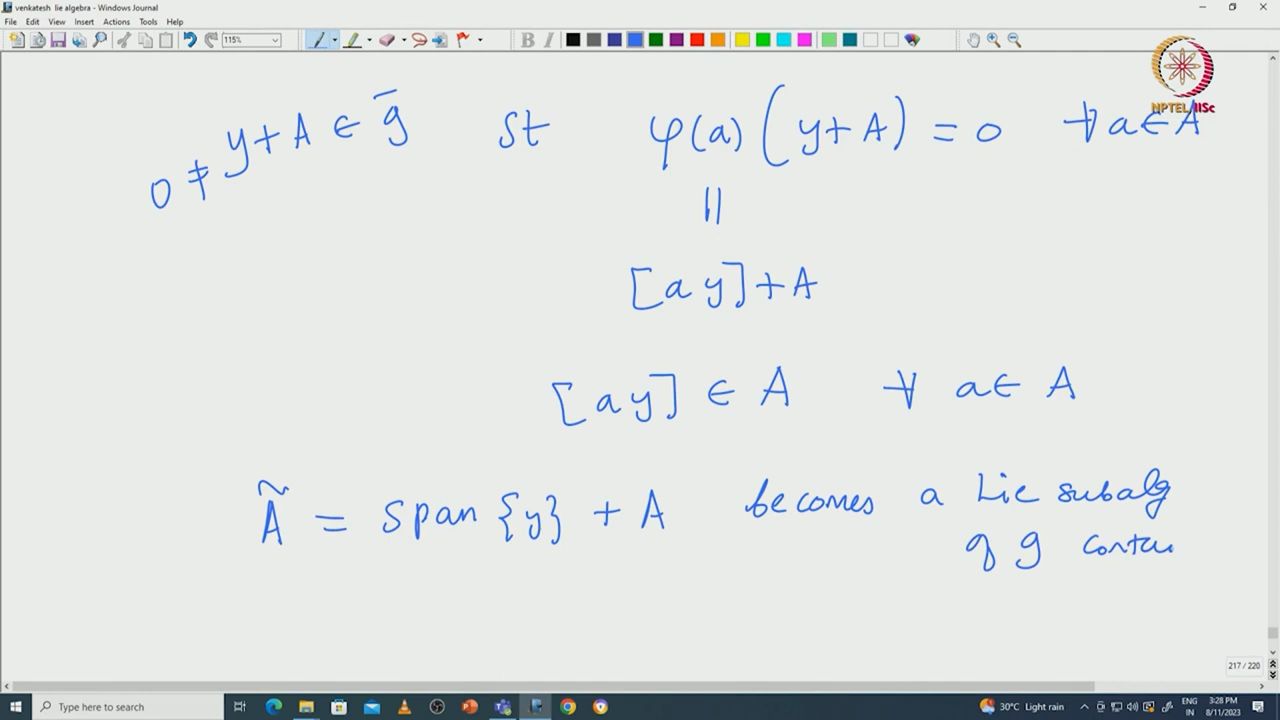 venkatesh lie algebra - Windows Journal
File Edit View Insert Actions Tools Help
115%
B I
NPTEL IISc
0 ≠ y+A ∈ g̅ st φ(a)(y+A) = 0 ∀ a∈A
||
[a y]+A
[a y] ∈ A ∀ a∈ A
Ã = span {y} + A becomes a Lie subalg
of g contai
217 / 220
Type here to search
30°C Light rain
ENG
IN
3:28 PM
8/11/2023